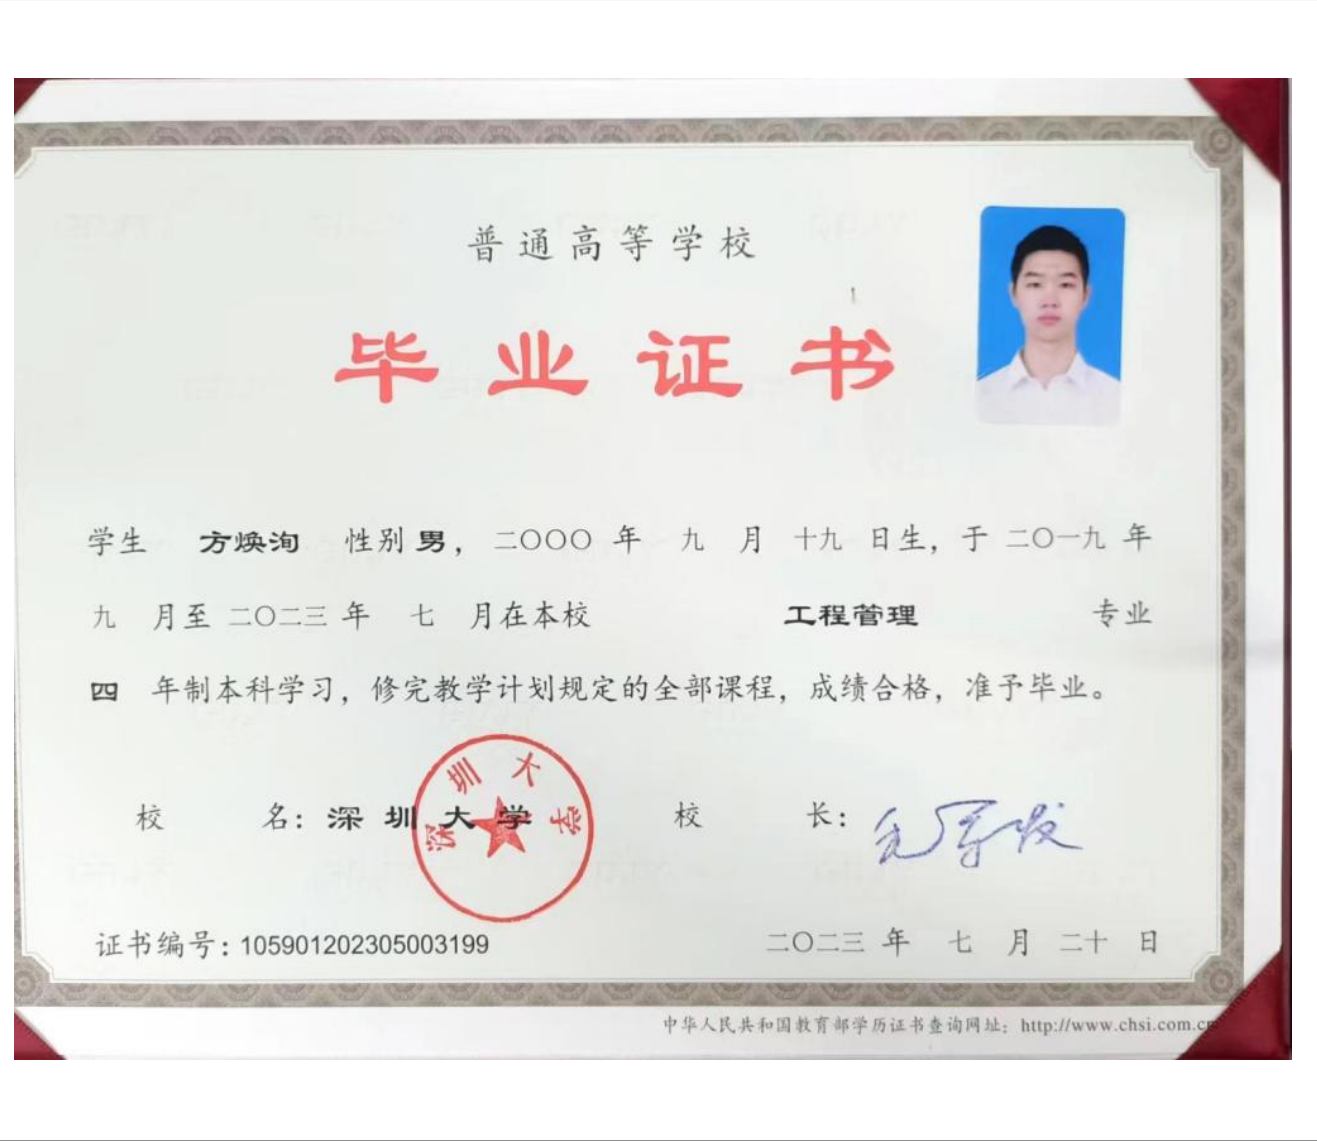 普通高等学校
毕业证书
学生 方焕洵 性别 男，二〇〇〇 年 九 月 十九 日生，于 二〇一九 年
九 月至 二〇二三 年 七 月在本校 工程管理 专业
四 年制本科学习，修完教学计划规定的全部课程，成绩合格，准予毕业。
校 名：深圳大学 校 长：
深圳大学
证书编号：105901202305003199 二〇二三 年 七 月 二十 日
中华人民共和国教育部学历证书查询网址：http://www.chsi.com.cn